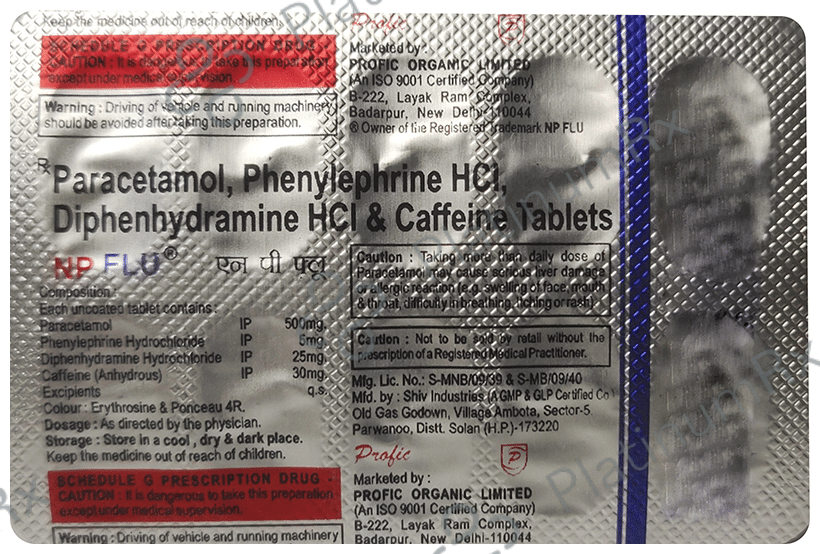 Keep the medicine out of reach of children.
SCHEDULE G PRESCRIPTION DRUG -
CAUTION : It is dangerous to take this preparation
except under medical supervision.
Warning : Driving of vehicle and running machinery
should be avoided after taking this preparation.
Profic
Marketed by :
PROFIC ORGANIC LIMITED
(An ISO 9001 Certified Company)
B-222, Layak Ram Complex,
Badarpur, New Delhi-110044
® Owner of the Registered Trademark NP FLU
Rx
Paracetamol, Phenylephrine HCl,
Diphenhydramine HCl & Caffeine Tablets
NP FLU® एन पी फ्लू
Composition :
Each uncoated tablet contains :
Paracetamol IP 500mg.
Phenylephrine Hydrochloride IP 5mg.
Diphenhydramine Hydrochloride IP 25mg.
Caffeine (Anhydrous) IP 30mg.
Excipients q.s.
Colour : Erythrosine & Ponceau 4R.
Dosage : As directed by the physician.
Storage : Store in a cool , dry & dark place.
Keep the medicine out of reach of children.
Caution : Taking more than daily dose of
Paracetamol may cause serious liver damage
or allergic reaction (e.g. swelling of face, mouth
& throat, difficulty in breathing, itching or rash)
Caution : Not to be sold by retail without the
prescription of a Registered Medical Practitioner.
Mfg. Lic. No.: S-MNB/09/39 & S-MB/09/40
Mfd. by : Shiv Industries (A GMP & GLP Certified Co
Old Gas Godown, Village Ambota, Sector-5
Parwanoo, Distt. Solan (H.P.)-173220
SCHEDULE G PRESCRIPTION DRUG -
CAUTION : It is dangerous to take this preparation
except under medical supervision.
Warning : Driving of vehicle and running machinery
Profic
Marketed by :
PROFIC ORGANIC LIMITED
(An ISO 9001 Certified Company)
B-222, Layak Ram Complex,
Badarpur, New Delhi-110044
PlatinumRx